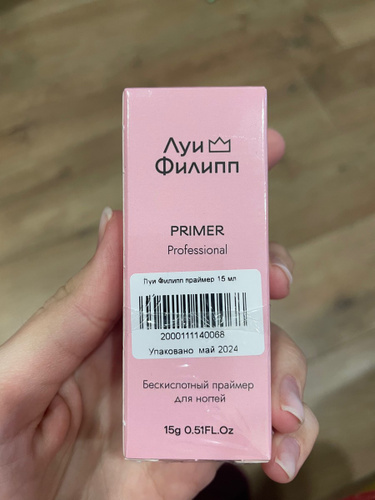 Луи
Филипп
PRIMER
Professional
Луи Филипп праймер 15 мл
2000111140068
Упаковано май 2024
Бескислотный праймер
для ногтей
15g 0.51FL.Oz